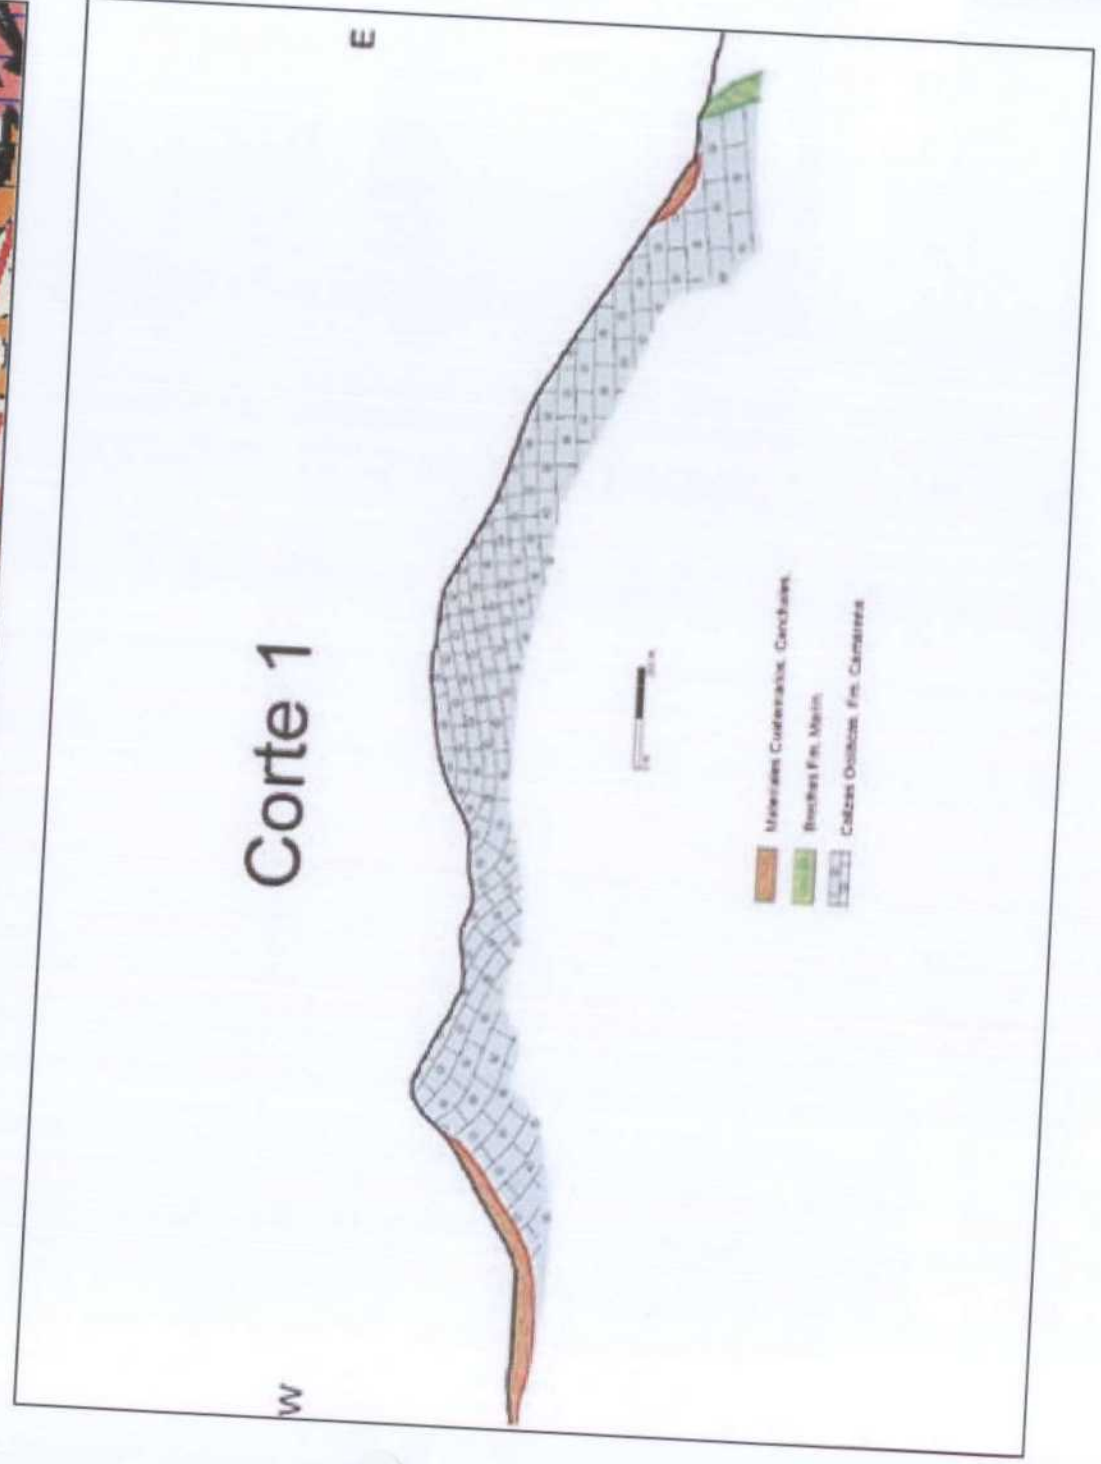 Corte 1
W
E
Materiales Cuaternarios. Canchales.
Brechas Fm. Marin
Calizas Oolíticas. Fm. Camarena